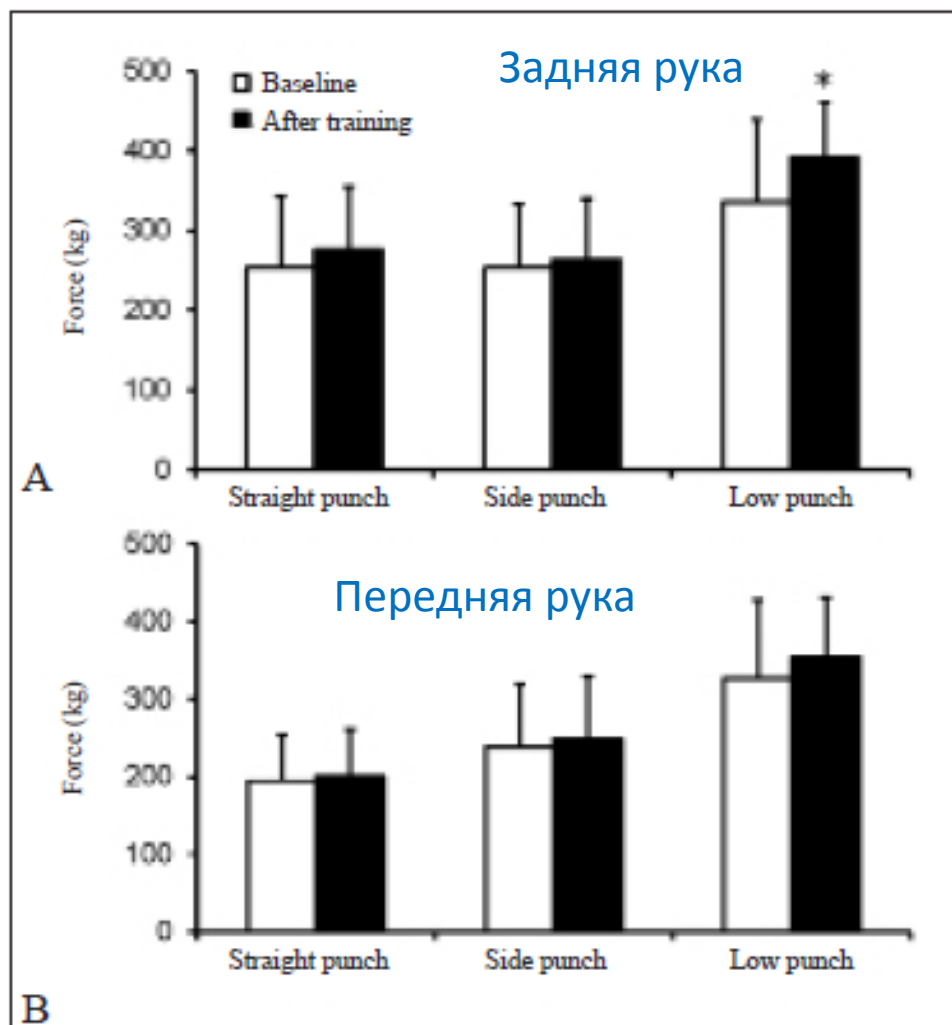 Задняя рука
500
Baseline
*
After training
400
300
200
100
0
Force (kg)
A
Straight punch Side punch Low punch
500
Передняя рука
400
300
200
100
0
Force (kg)
Straight punch Side punch Low punch
B